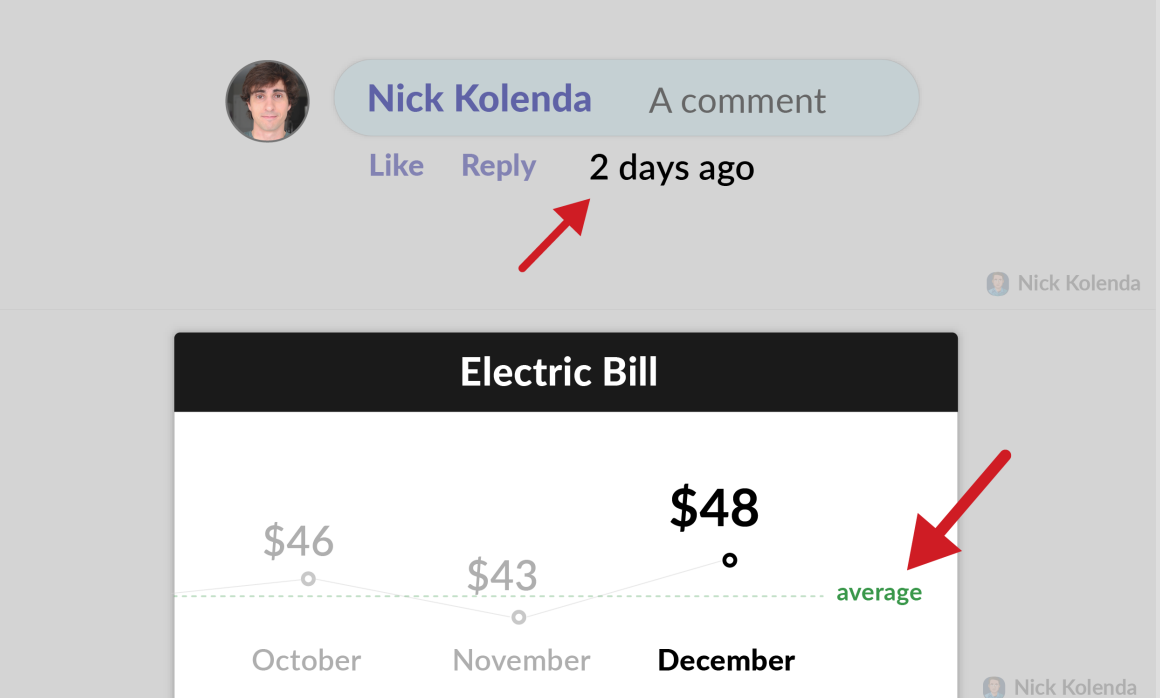 Nick Kolenda A comment
Like Reply 2 days ago
Nick Kolenda
Electric Bill
$48
$46
$43
average
October November December
Nick Kolenda